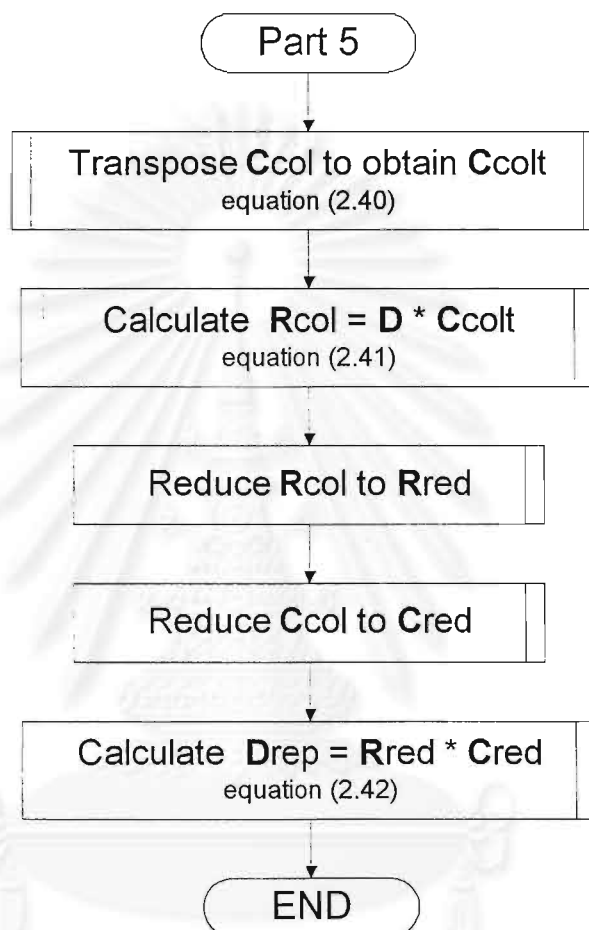 Part 5
Transpose Ccol to obtain Ccolt
equation (2.40)
Calculate Rcol = D * Ccolt
equation (2.41)
Reduce Rcol to Rred
Reduce Ccol to Cred
Calculate Drep = Rred * Cred
equation (2.42)
END